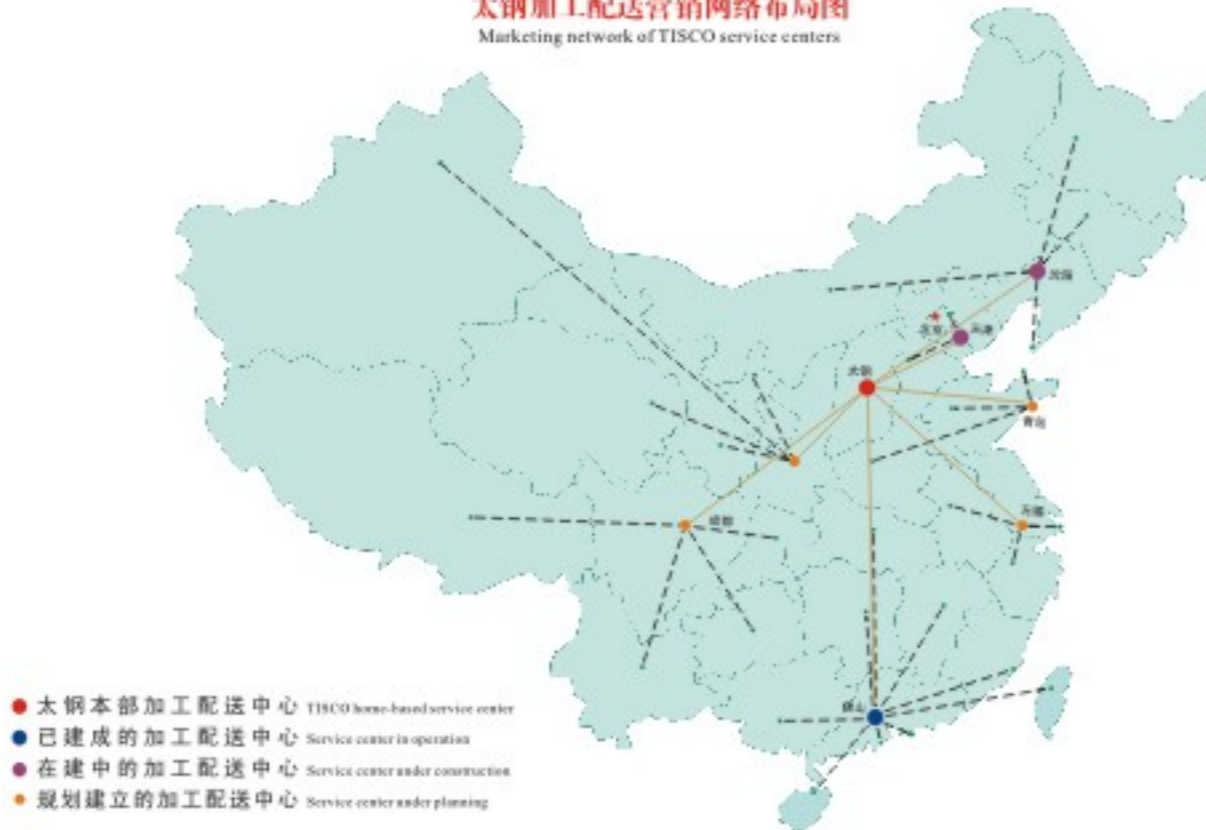 太钢加工配送营销网络布局图
Marketing network of TISCO service centers
沈阳
北京
天津
太钢
青岛
无锡
成都
佛山
太钢本部加工配送中心 TISCO home-based service center
已建成的加工配送中心 Service center in operation
在建中的加工配送中心 Service center under construction
规划建立的加工配送中心 Service center under planning